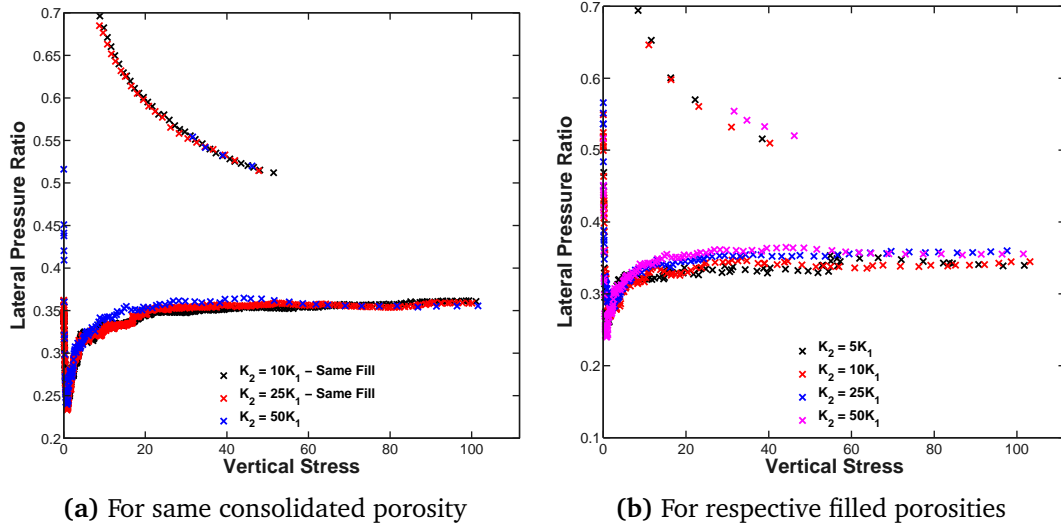 0.7
0.65
0.6
0.55
0.5
0.45
0.4
0.35
0.3
0.25
0.2
0 20 40 60 80 100
Lateral Pressure Ratio
Vertical Stress
K2 = 10K1 – Same Fill
K2 = 25K1 – Same Fill
K2 = 50K1
(a) For same consolidated porosity
0.7
0.6
0.5
0.4
0.3
0.2
0.1
0 20 40 60 80 100
Lateral Pressure Ratio
Vertical Stress
K2 = 5K1
K2 = 10K1
K2 = 25K1
K2 = 50K1
(b) For respective filled porosities